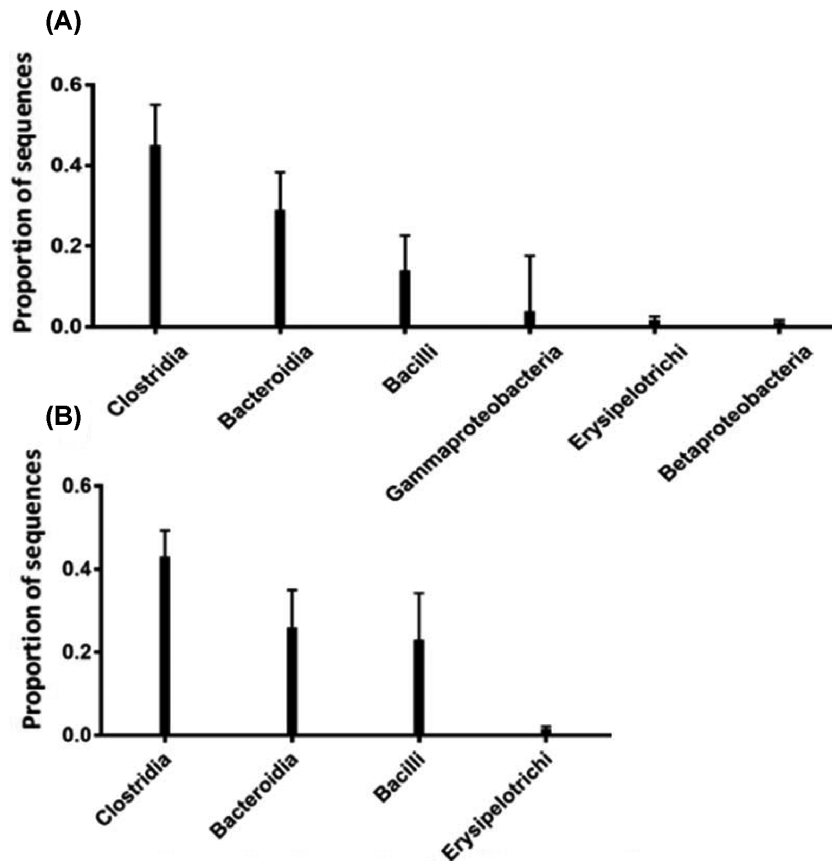 (A)
Proportion of sequences
0.6
0.4
0.2
0.0
Clostridia
Bacteroidia
Bacilli
Gammaproteobacteria
Erysipelotrichi
Betaproteobacteria
(B)
Proportion of sequences
0.6
0.4
0.2
0.0
Clostridia
Bacteroidia
Bacilli
Erysipelotrichi